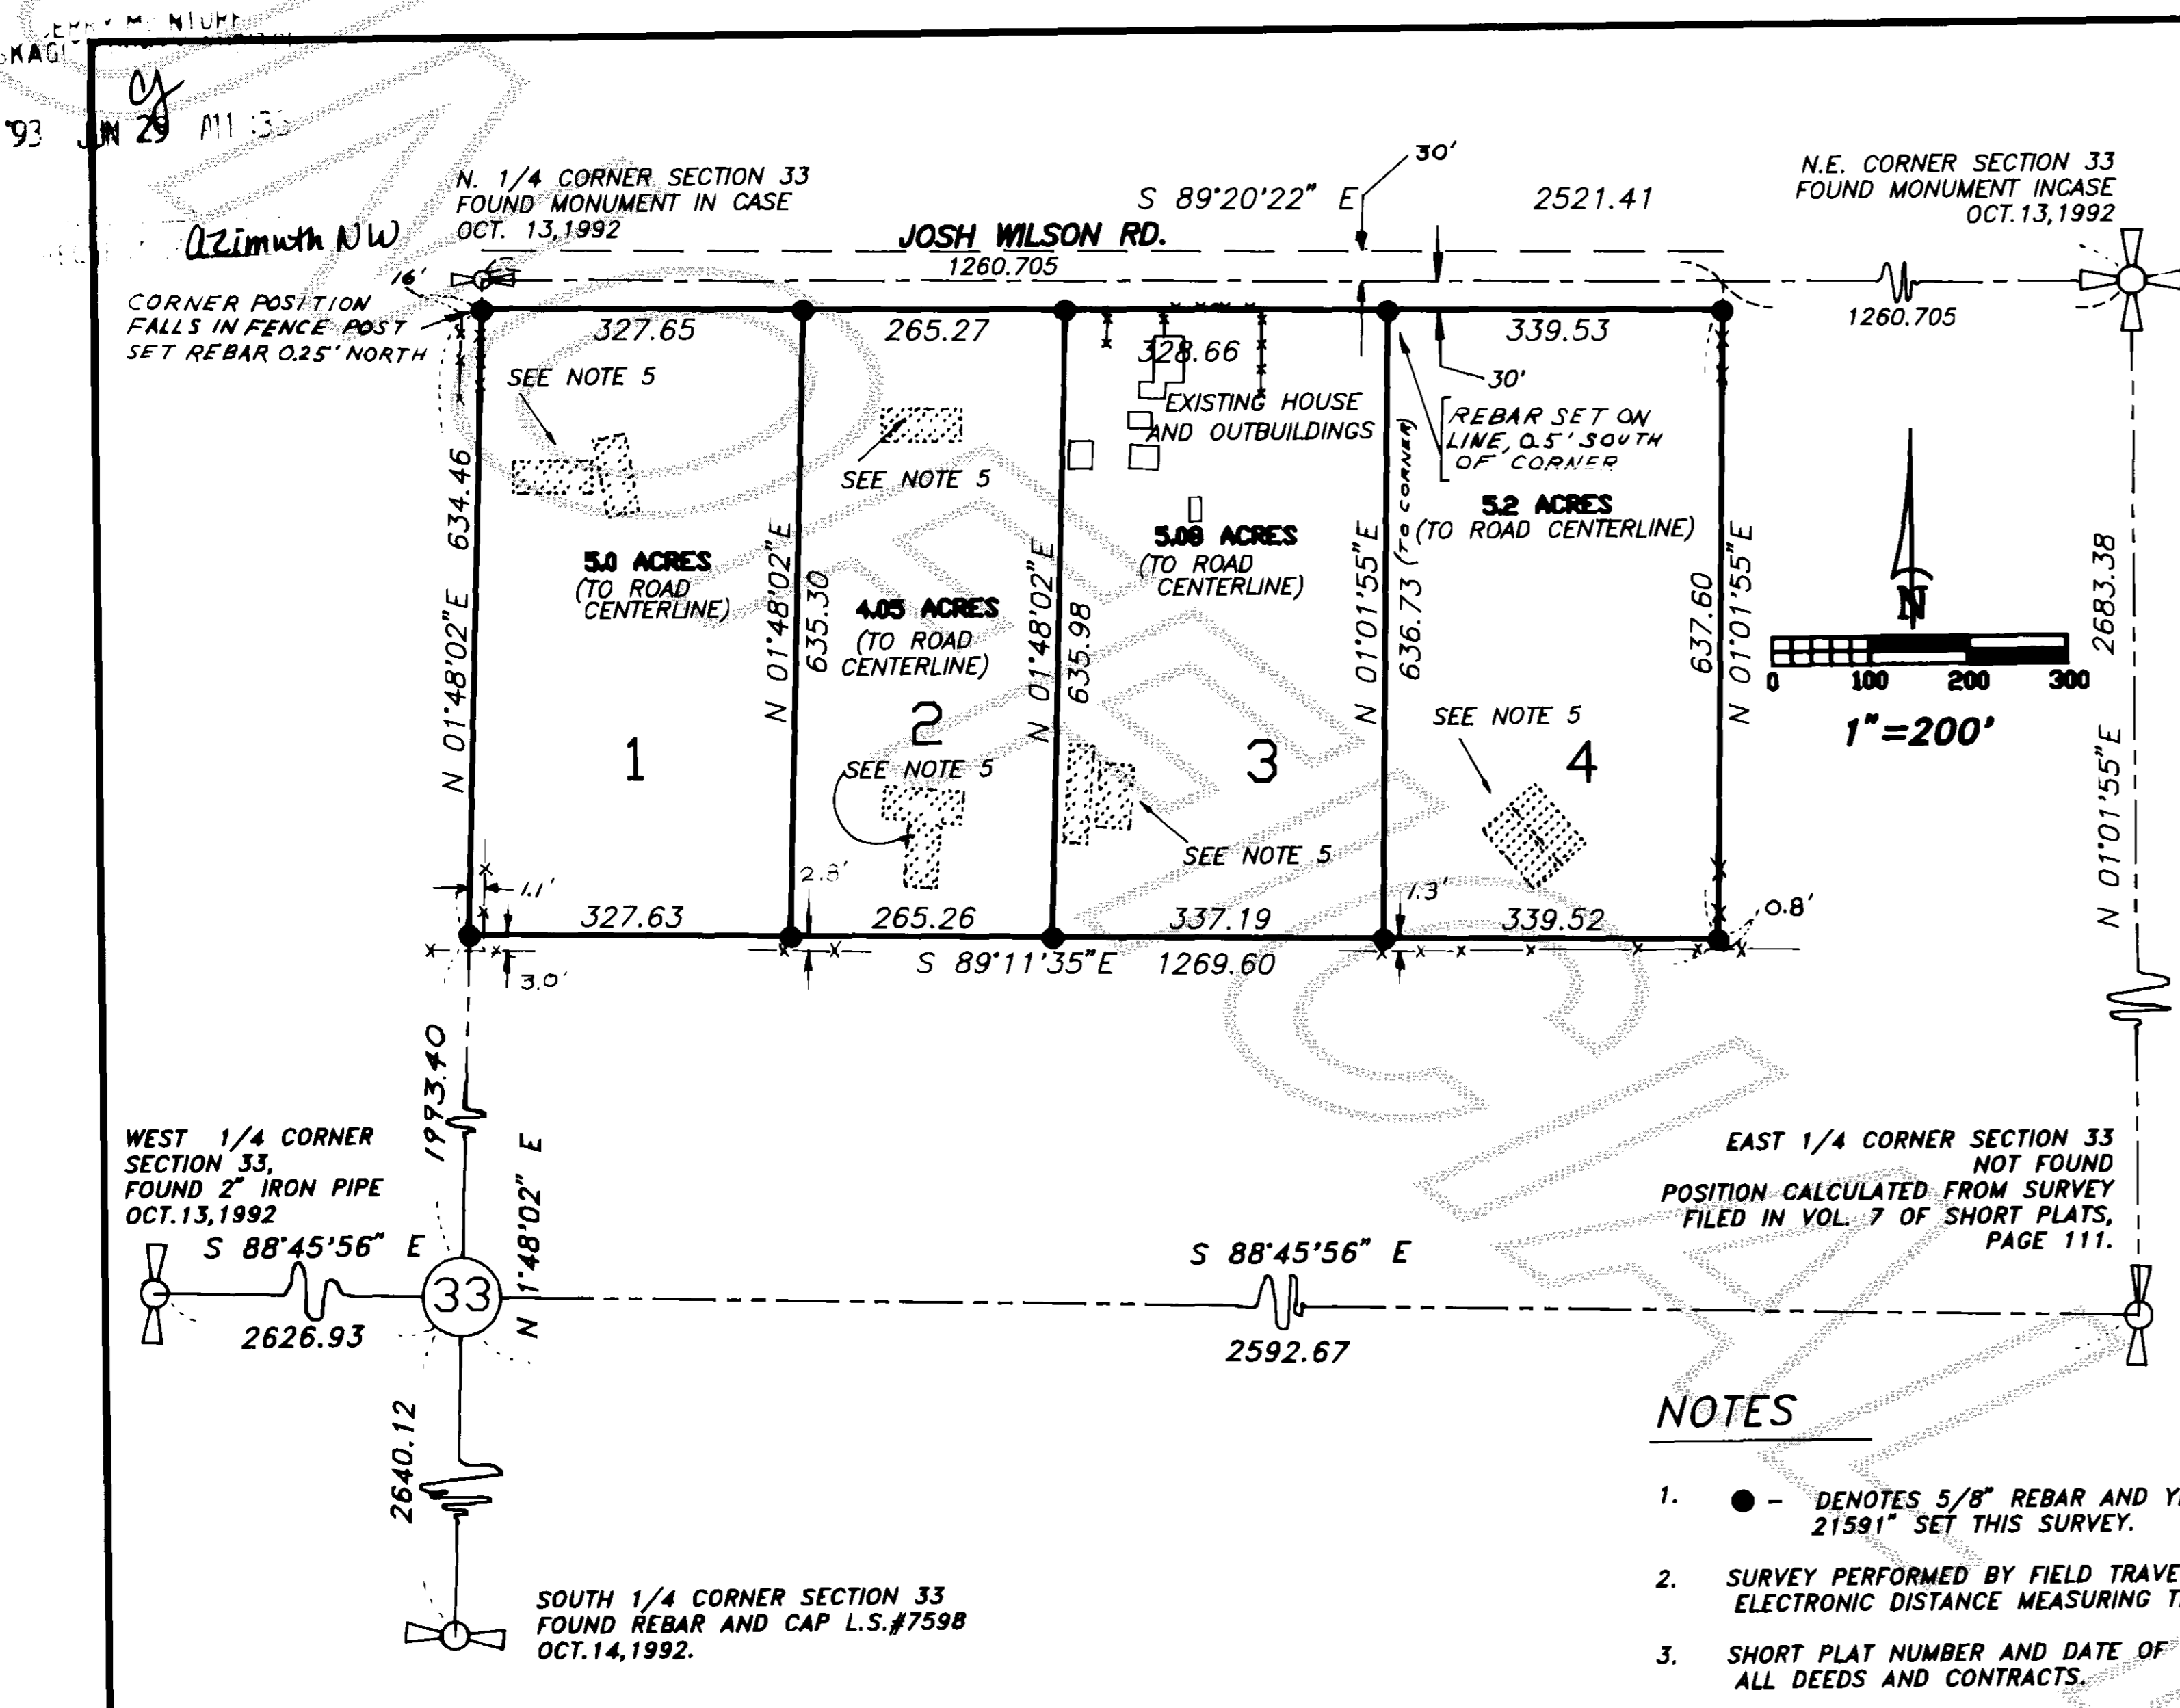 '93 JUN 29 A11:33
azimuth NW
N. 1/4 CORNER SECTION 33
FOUND MONUMENT IN CASE
OCT. 13,1992
S 89°20'22" E
30'
2521.41
N.E. CORNER SECTION 33
FOUND MONUMENT INCASE
OCT.13,1992
JOSH WILSON RD.
1260.705
1260.705
16'
CORNER POSITION
FALLS IN FENCE POST
SET REBAR 0.25' NORTH
327.65
265.27
328.66
339.53
30'
SEE NOTE 5
SEE NOTE 5
EXISTING HOUSE
AND OUTBUILDINGS
REBAR SET ON
LINE, 0.5' SOUTH
OF CORNER
N 01°48'02"E 634.46
5.0 ACRES
(TO ROAD
CENTERLINE)
N 01°48'02"E
635.30
4.05 ACRES
(TO ROAD
CENTERLINE)
N 01°48'02"E
635.98
5.08 ACRES
(TO ROAD
CENTERLINE)
N 01°01'55"E
636.73 (TO CORNER)
5.2 ACRES
(TO ROAD CENTERLINE)
637.60
N 01°01'55"E
N
0 100 200 300
1"=200'
2683.38
N 01°01'55"E
1
2
SEE NOTE 5
3
SEE NOTE 5
SEE NOTE 5
4
1.1'
327.63
2.8'
265.26
337.19
1.3'
339.52
0.8'
3.0'
S 89°11'35"E 1269.60
1993.40
N 1°48'02" E
WEST 1/4 CORNER
SECTION 33,
FOUND 2" IRON PIPE
OCT.13,1992
S 88°45'56" E
2626.93
33
S 88°45'56" E
2592.67
EAST 1/4 CORNER SECTION 33
NOT FOUND
POSITION CALCULATED FROM SURVEY
FILED IN VOL. 7 OF SHORT PLATS,
PAGE 111.
2640.12
SOUTH 1/4 CORNER SECTION 33
FOUND REBAR AND CAP L.S.#7598
OCT.14,1992.
NOTES
1. ● - DENOTES 5/8" REBAR AND
21591" SET THIS SURVEY.
2. SURVEY PERFORMED BY FIELD
ELECTRONIC DISTANCE MEASURING
3. SHORT PLAT NUMBER AND DATE OF
ALL DEEDS AND CONTRACTS.